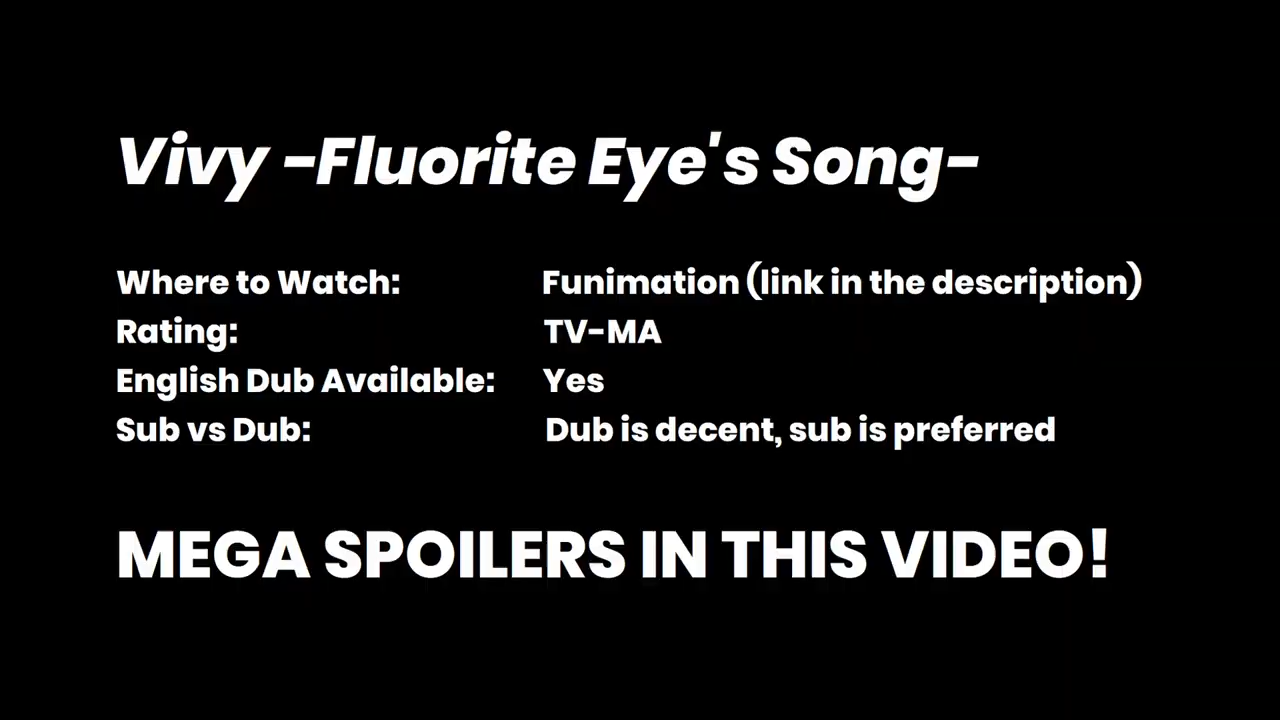 Vivy -Fluorite Eye's Song-
Where to Watch: Funimation (link in the description)
Rating: TV-MA
English Dub Available: Yes
Sub vs Dub: Dub is decent, sub is preferred
MEGA SPOILERS IN THIS VIDEO!